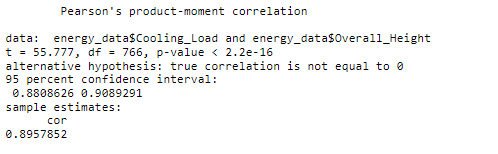 Pearson's product-moment correlation
data:  energy_data$Cooling_Load and energy_data$Overall_Height
t = 55.777, df = 766, p-value < 2.2e-16
alternative hypothesis: true correlation is not equal to 0
95 percent confidence interval:
0.8808626 0.9089291
sample estimates:
cor
0.8957852